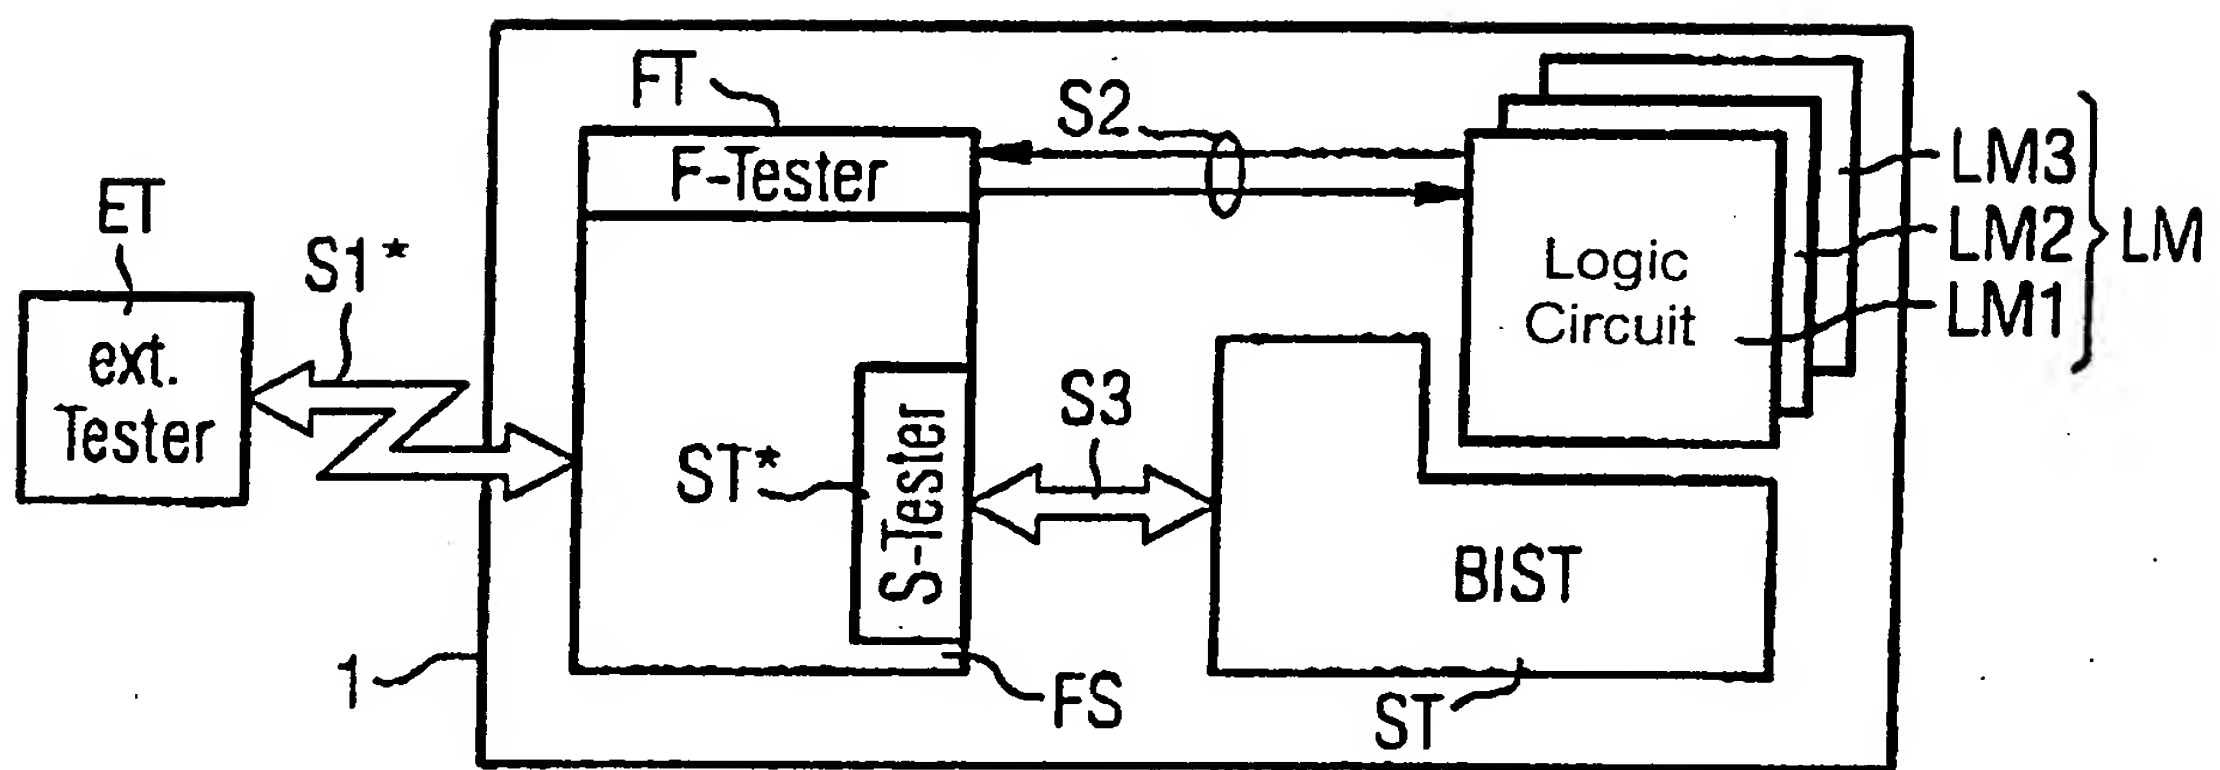 FT
S2
F-Tester
LM3
ET
S1*
LM2
LM
Logic
Circuit
LM1
ext.
Tester
S3
ST*
S-Tester
BIST
1
FS
ST